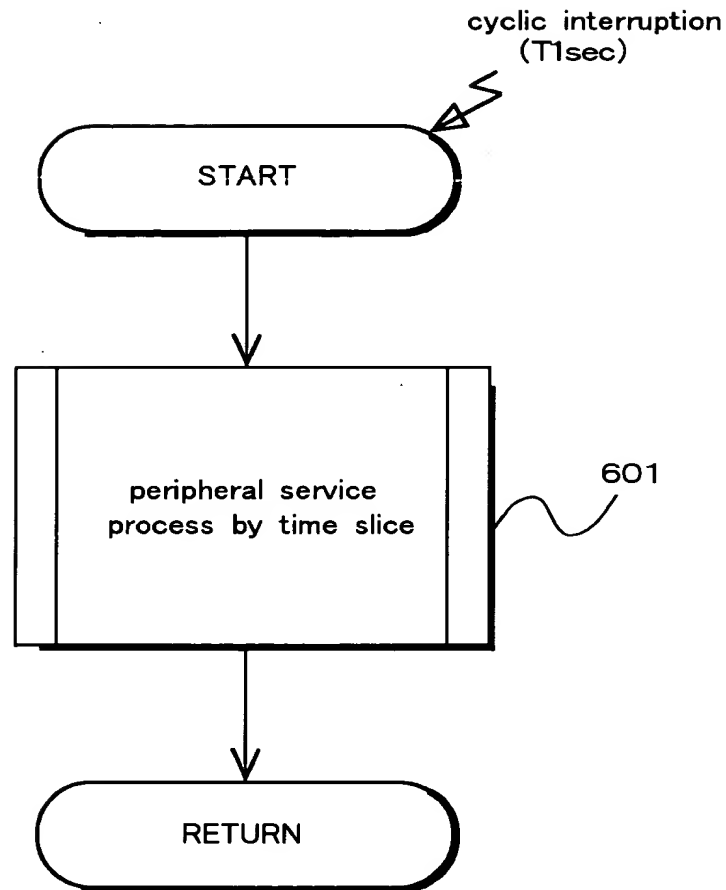 cyclic interruption
(T1sec)
START
peripheral service
process by time slice
601
RETURN